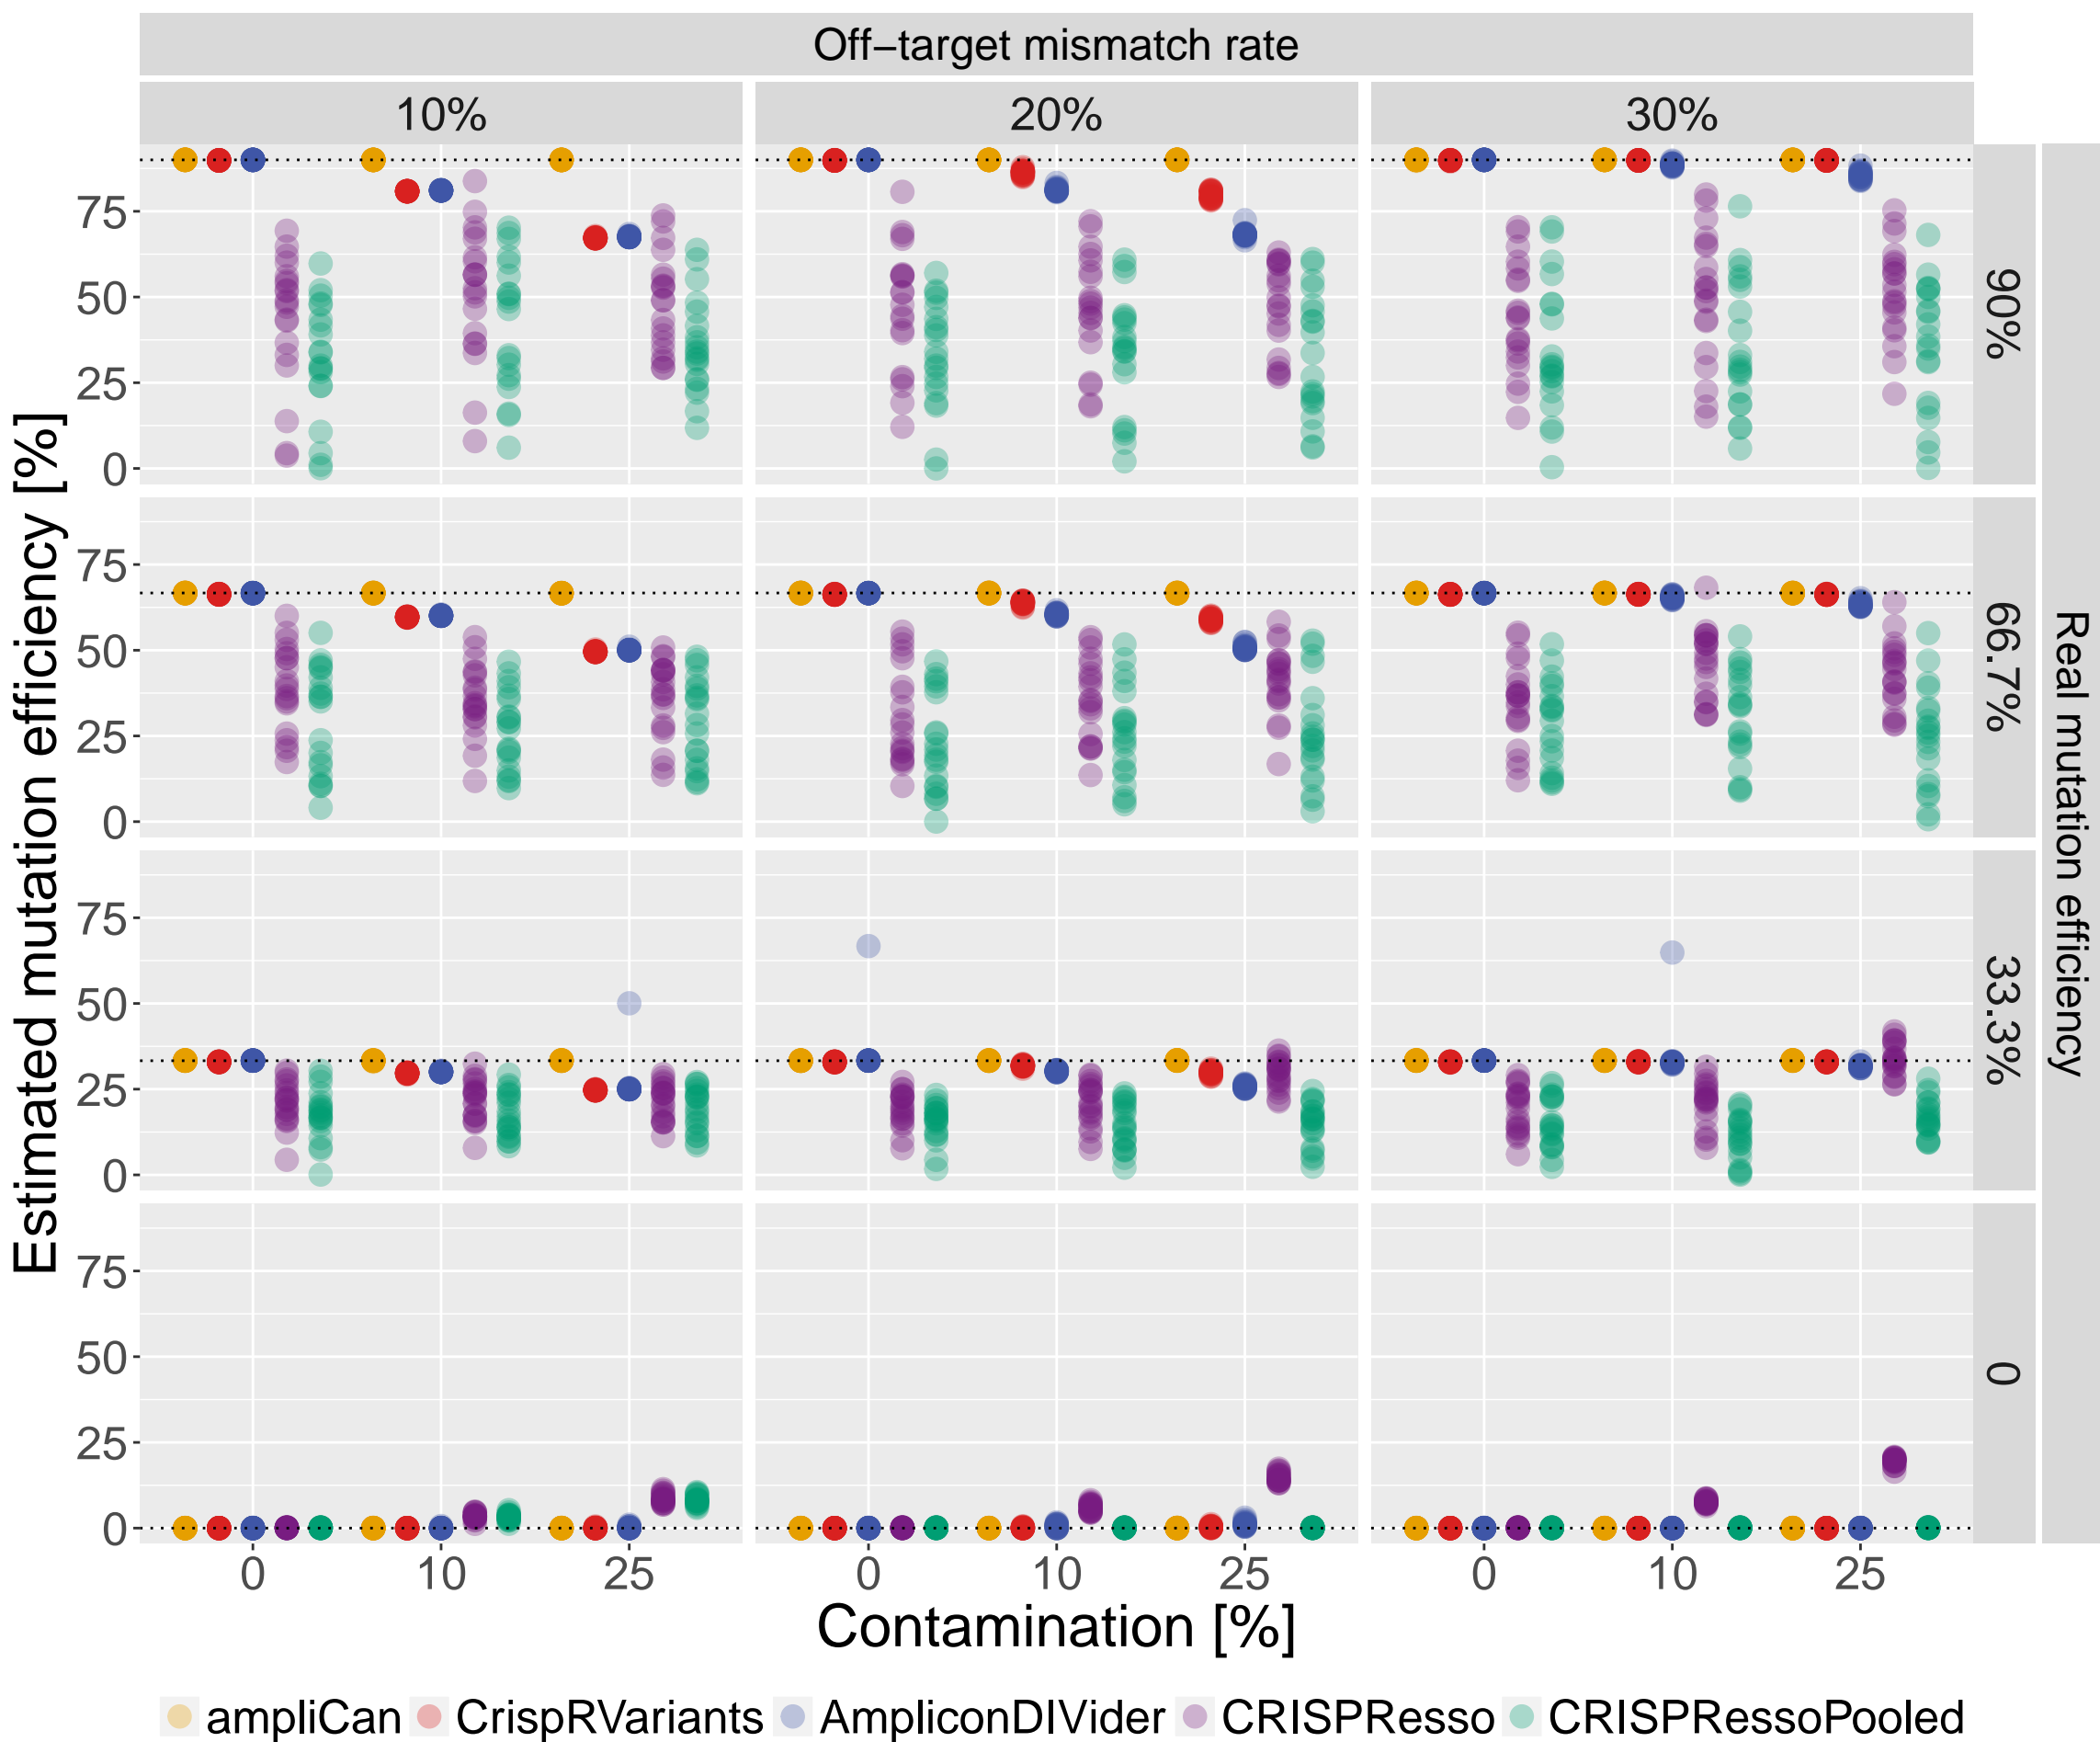 Off−target mismatch rate
10% 20% 30%
Estimated mutation efficiency [%]
75
50
25
0
90%
75
50
25
0
66.7%
75
50
25
0
33.3%
75
50
25
0
0
Real mutation efficiency
0 10 25 0 10 25 0 10 25
Contamination [%]
ampliCan CrispRVariants AmpliconDIVider CRISPResso CRISPRessoPooled